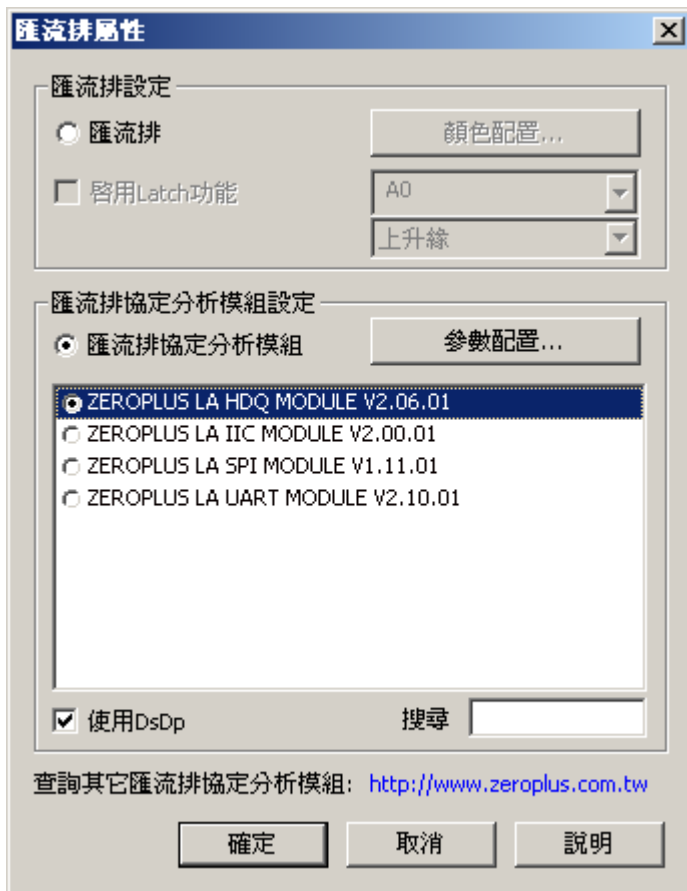 匯流排屬性
匯流排設定
匯流排 顏色配置...
啓用Latch功能 A0
上升緣
匯流排協定分析模組設定
匯流排協定分析模組 參數配置...
ZEROPLUS LA HDQ MODULE V2.06.01
ZEROPLUS LA IIC MODULE V2.00.01
ZEROPLUS LA SPI MODULE V1.11.01
ZEROPLUS LA UART MODULE V2.10.01
使用DsDp 搜尋
查詢其它匯流排協定分析模組: http://www.zeroplus.com.tw
確定 取消 說明